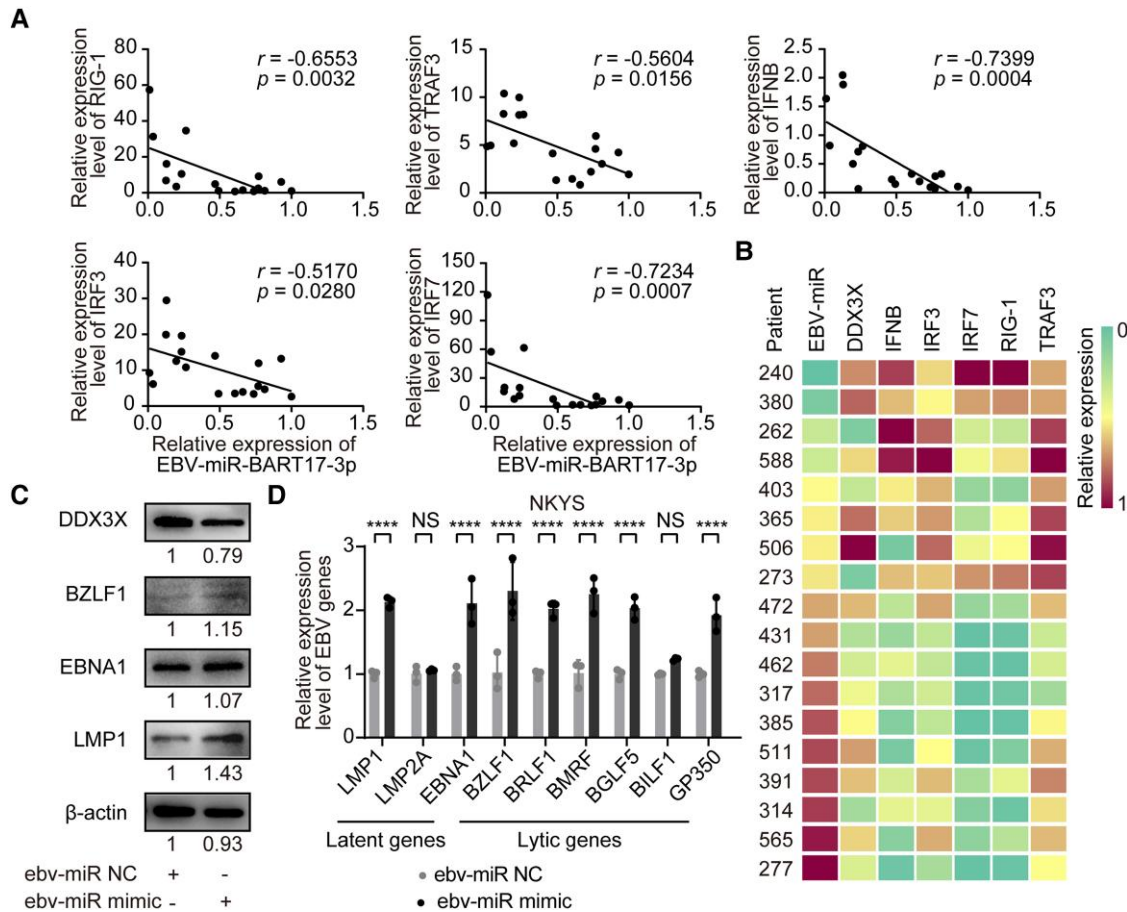 A
Relative expression
level of RIG-1
80
60
40
20
0
0.0 0.5 1.0 1.5
r = -0.6553
p = 0.0032
Relative expression
level of TRAF3
15
10
5
0
0.0 0.5 1.0 1.5
r = -0.5604
p = 0.0156
Relative expression
level of IFNB
2.5
2.0
1.5
1.0
0.5
0.0
0.0 0.5 1.0 1.5
r = -0.7399
p = 0.0004
Relative expression
level of IRF3
40
30
20
10
0
0.0 0.5 1.0 1.5
r = -0.5170
p = 0.0280
Relative expression of
EBV-miR-BART17-3p
Relative expression
level of IRF7
150
120
90
60
30
0
0.0 0.5 1.0 1.5
r = -0.7234
p = 0.0007
Relative expression of
EBV-miR-BART17-3p
B
Patient EBV-miR DDX3X IFNB IRF3 IRF7 RIG-1 TRAF3
240
380
262
588
403
365
506
273
472
431
462
317
385
511
391
314
565
277
Relative expression
0
1
C
DDX3X
1 0.79
BZLF1
1 1.15
EBNA1
1 1.07
LMP1
1 1.43
β-actin
1 0.93
ebv-miR NC + -
ebv-miR mimic - +
D
NKYS
**** NS **** **** **** **** **** NS ****
Relative expression
level of EBV genes
3
2
1
0
LMP1 LMP2A EBNA1 BZLF1 BRLF1 BMRF BGLF5 BILF1 GP350
Latent genes Lytic genes
ebv-miR NC
ebv-miR mimic